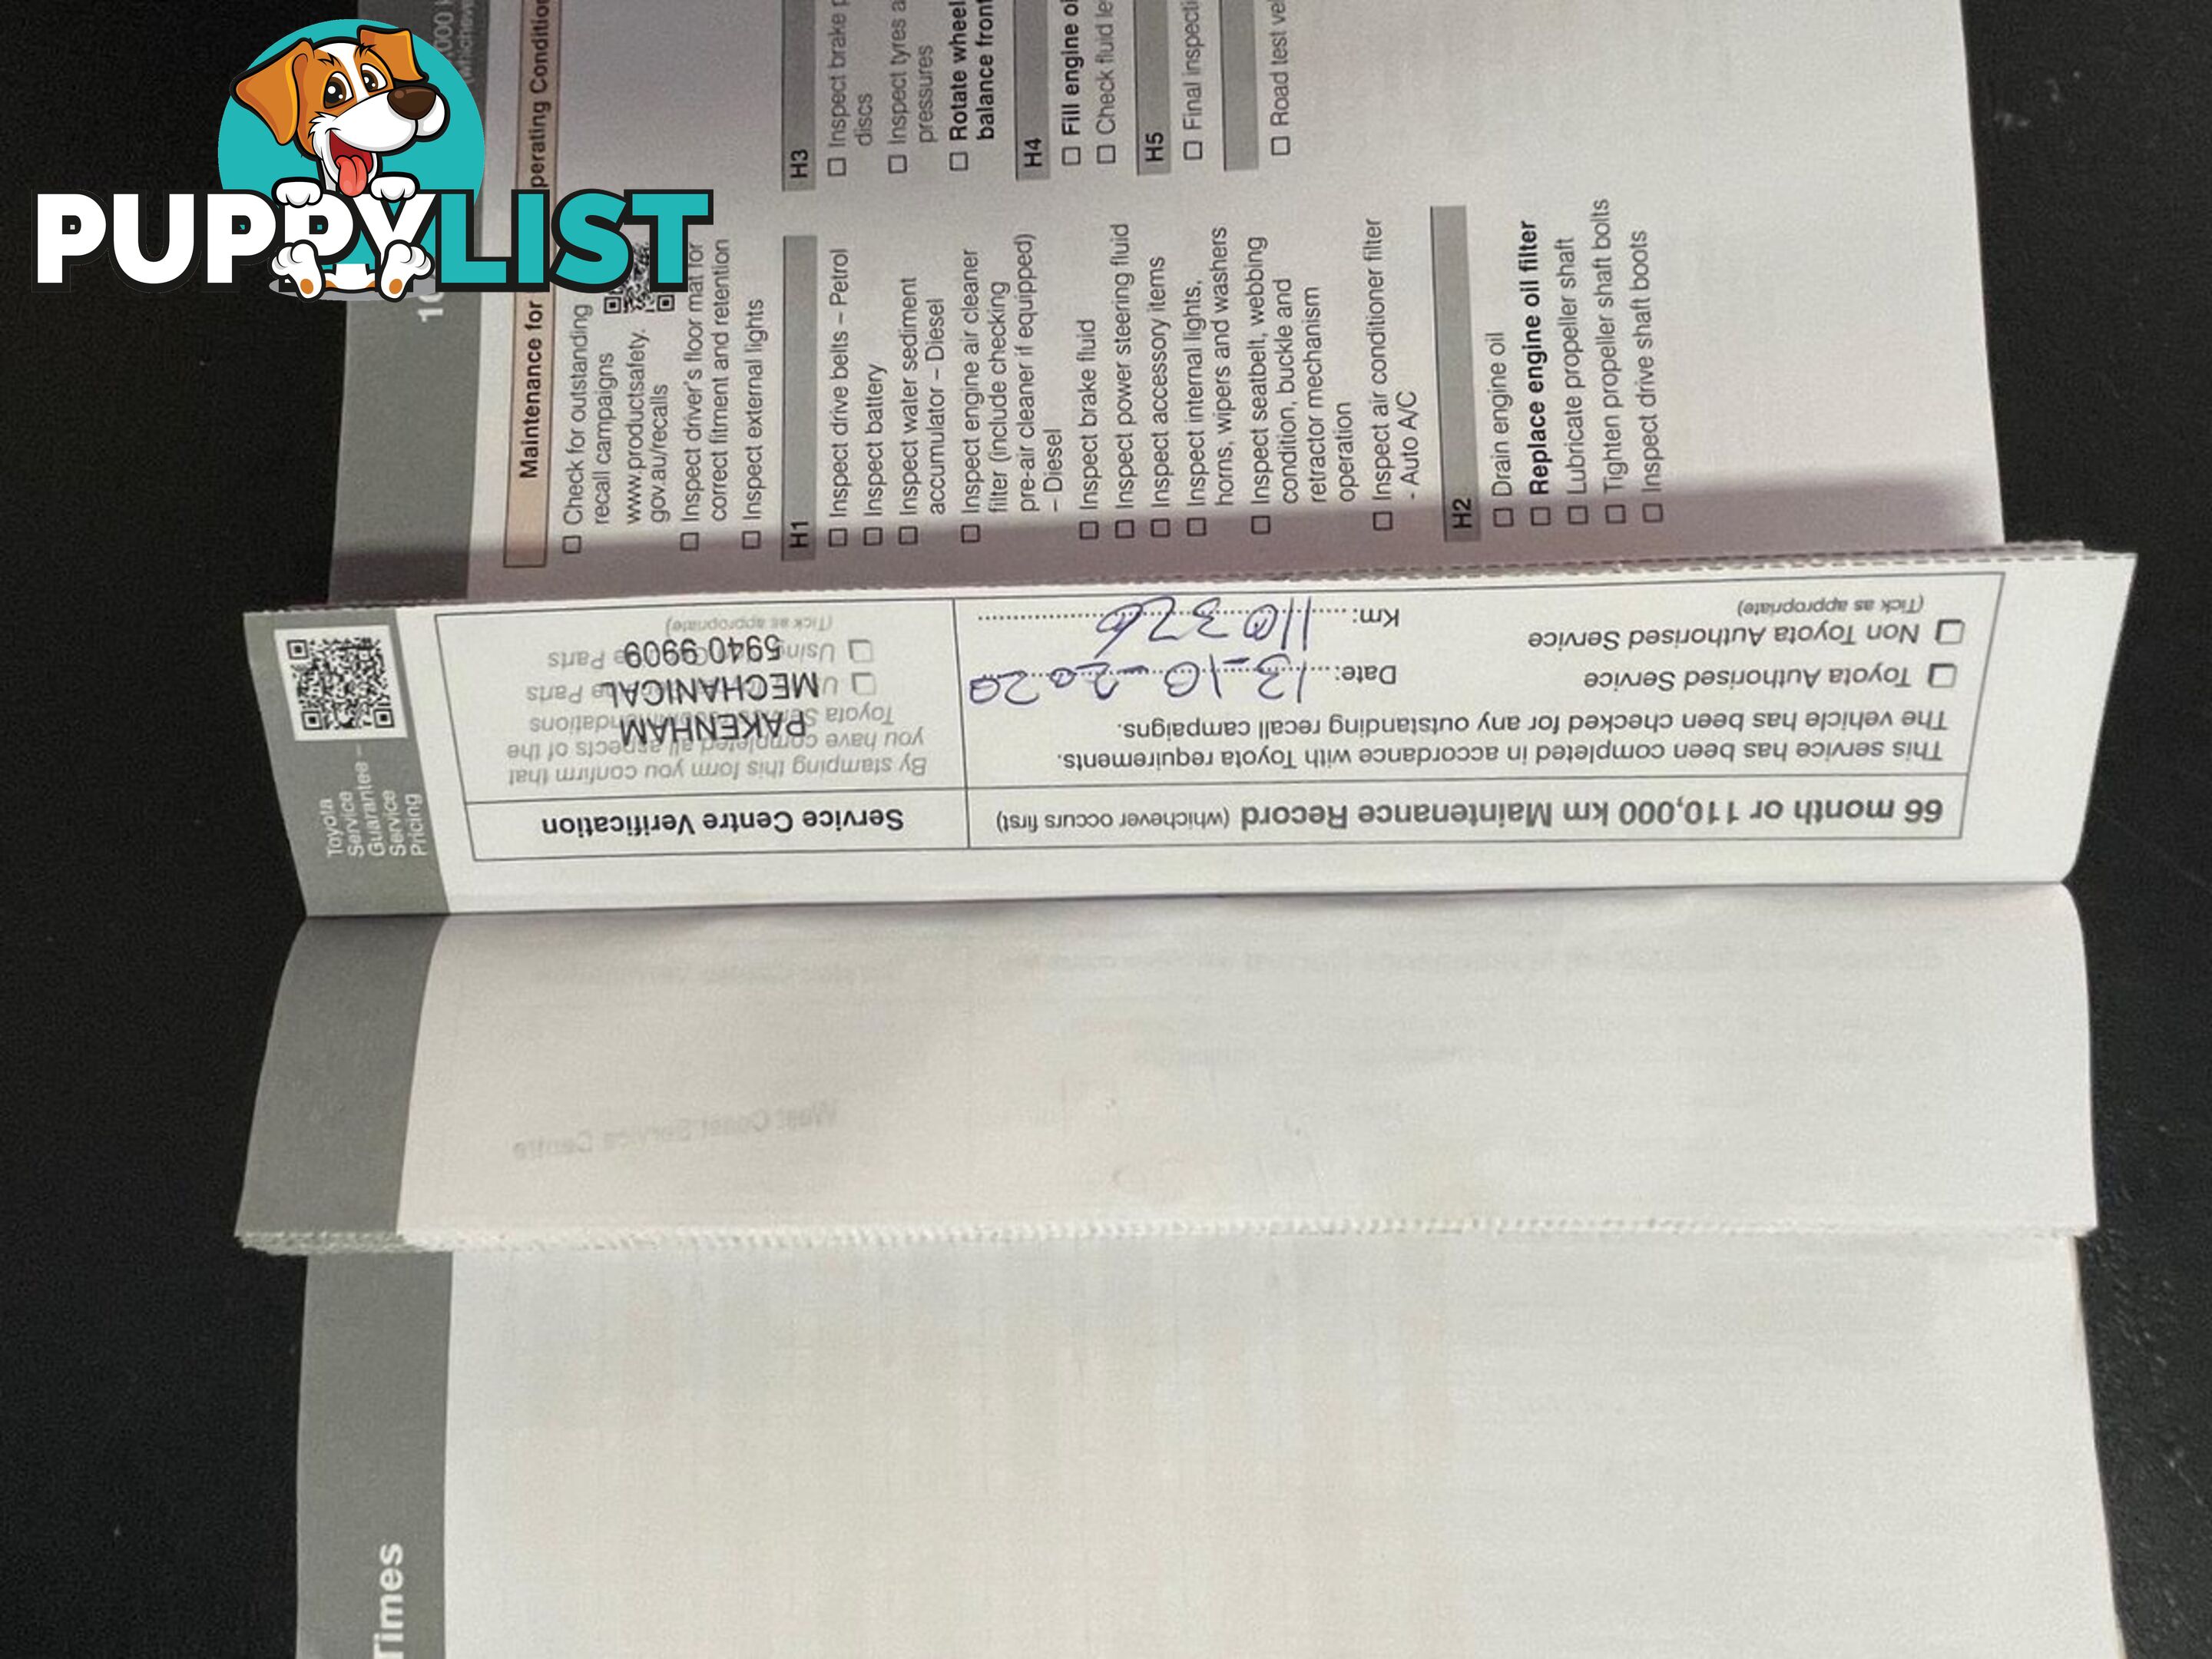 PUPPYLIST
Maintenance for
perating Conditio
Check for outstanding
recall campaigns
www.productsafety.
gov.au/recalls
Inspect driver's floor mat for
correct fitment and retention
Inspect external lights
H1
Inspect drive belts – Petrol
Inspect battery
Inspect water sediment
accumulator – Diesel
Inspect engine air cleaner
filter (include checking
pre-air cleaner if equipped)
– Diesel
Inspect brake fluid
Inspect power steering fluid
Inspect accessory items
Inspect internal lights,
horns, wipers and washers
Inspect seatbelt, webbing
condition, buckle and
retractor mechanism
operation
Inspect air conditioner filter
- Auto A/C
H2
Drain engine oil
Replace engine oil filter
Lubricate propeller shaft
Tighten propeller shaft bolts
Inspect drive shaft boots
H3
Inspect brake p
discs
Inspect tyres a
pressures
Rotate wheel
balance front
H4
Fill engine oi
Check fluid le
H5
Final inspecti
Road test ve
Toyota
Service
Guarantee –
Service
Pricing
66 month or 110,000 km Maintenance Record (whichever occurs first)
This service has been completed in accordance with Toyota requirements.
The vehicle has been checked for any outstanding recall campaigns.
Toyota Authorised Service
Non Toyota Authorised Service
(Tick as appropriate)
Date: 13-10-2020
Km: 110376
Service Centre Verification
By stamping this form you confirm that
you have completed all aspects of the
Toyota
PAKENHAM
MECHANICAL
Parts
Using
5940 9909
Parts
(Tick as appropriate)
West Coast Service Centre
Times